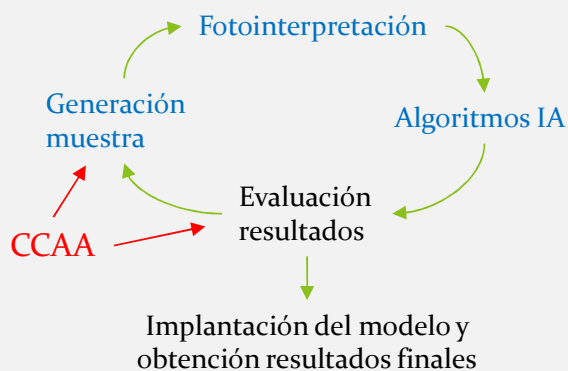 Fotointerpretación
Generación
muestra
Algoritmos IA
Evaluación
resultados
CCAA
Implantación del modelo y
obtención resultados finales